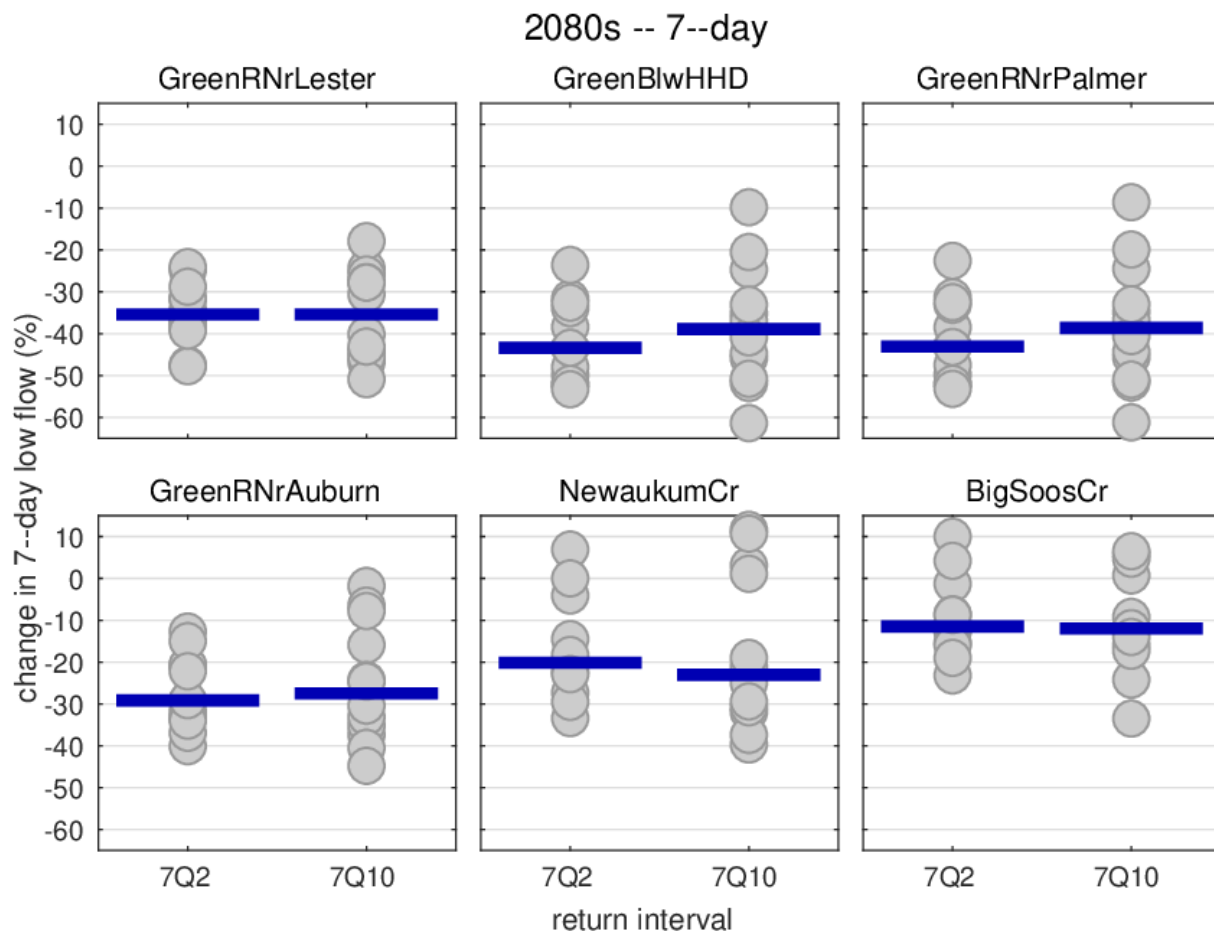 2080s -- 7--day
GreenRNrLester
GreenBlwHHD
GreenRNrPalmer
10
0
-10
-20
-30
-40
-50
-60
change in 7--day low flow (%)
GreenRNrAuburn
NewaukumCr
BigSoosCr
10
0
-10
-20
-30
-40
-50
-60
7Q2
7Q10
7Q2
7Q10
7Q2
7Q10
return interval